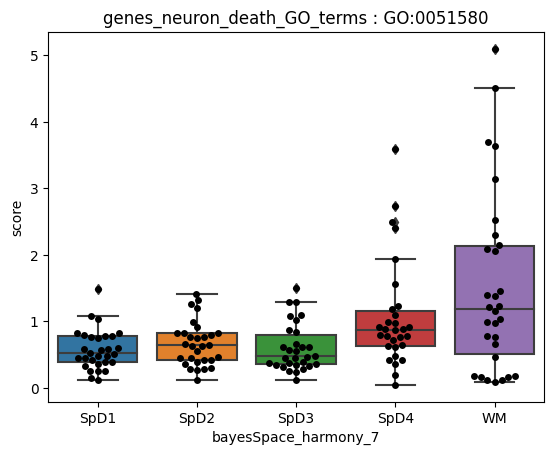 genes_neuron_death_GO_terms : GO:0051580
score
5
4
3
2
1
0
SpD1 SpD2 SpD3 SpD4 WM
bayesSpace_harmony_7